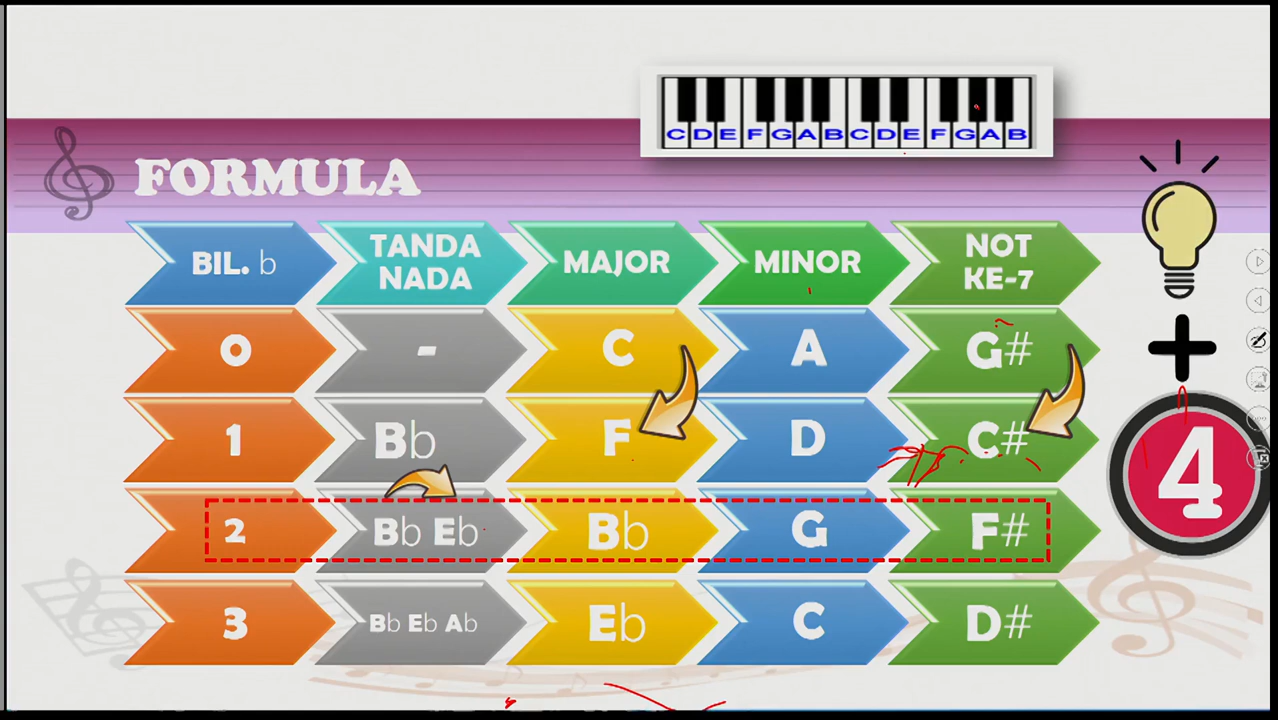 C D E F G A B C D E F G A B
FORMULA
BIL. b
TANDA
NADA
MAJOR
MINOR
NOT
KE-7
0
-
C
A
G#
1
Bb
F
D
C#
2
Bb Eb
Bb
G
F#
3
Bb Eb Ab
Eb
C
D#
+
4